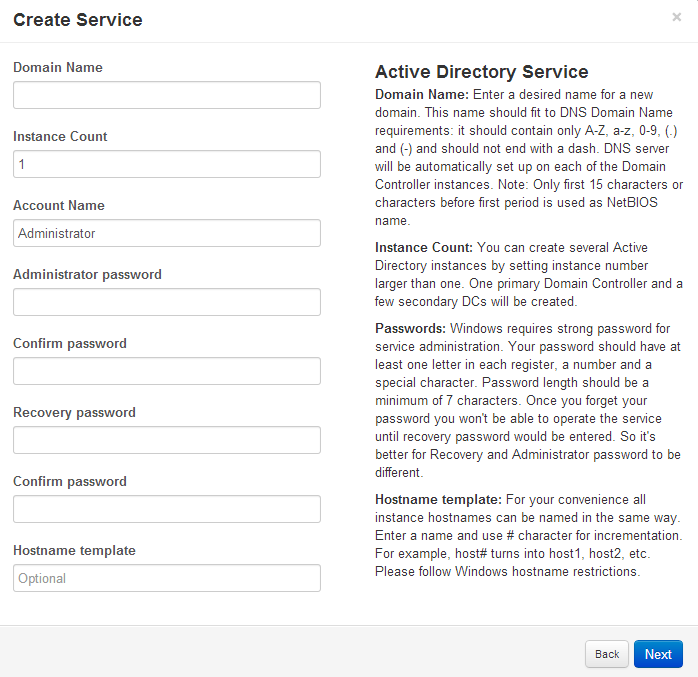 Create Service
×
Domain Name
Instance Count
1
Account Name
Administrator
Administrator password
Confirm password
Recovery password
Confirm password
Hostname template
Optional
Active Directory Service
Domain Name: Enter a desired name for a new
domain. This name should fit to DNS Domain Name
requirements: it should contain only A-Z, a-z, 0-9, (.)
and (-) and should not end with a dash. DNS server
will be automatically set up on each of the Domain
Controller instances. Note: Only first 15 characters or
characters before first period is used as NetBIOS
name.
Instance Count: You can create several Active
Directory instances by setting instance number
larger than one. One primary Domain Controller and a
few secondary DCs will be created.
Passwords: Windows requires strong password for
service administration. Your password should have at
least one letter in each register, a number and a
special character. Password length should be a
minimum of 7 characters. Once you forget your
password you won't be able to operate the service
until recovery password would be entered. So it's
better for Recovery and Administrator password to be
different.
Hostname template: For your convenience all
instance hostnames can be named in the same way.
Enter a name and use # character for incrementation.
For example, host# turns into host1, host2, etc.
Please follow Windows hostname restrictions.
Back
Next